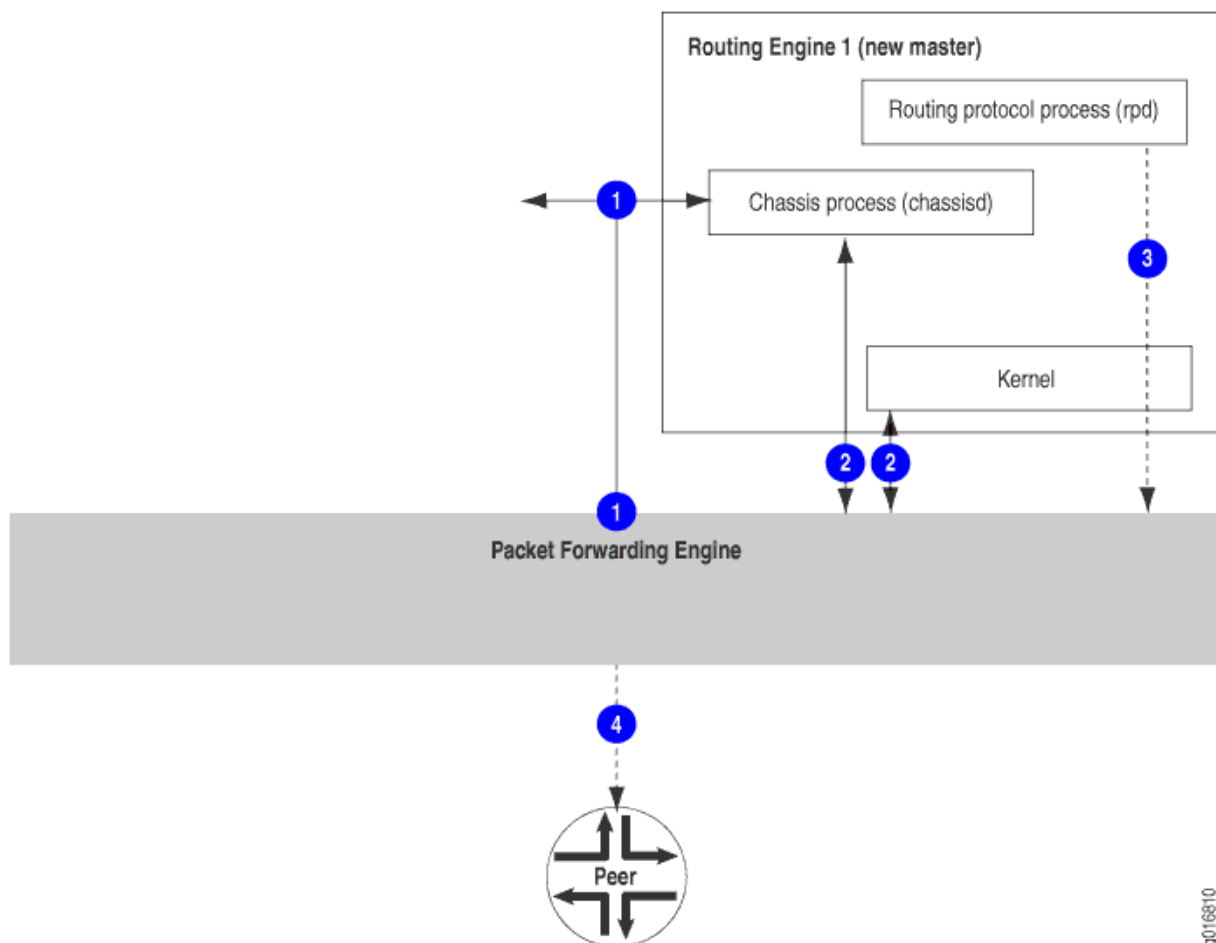 Routing Engine 1 (new master)
Routing protocol process (rpd)
1
Chassis process (chassisd)
3
Kernel
2
2
1
Packet Forwarding Engine
4
Peer
g016810